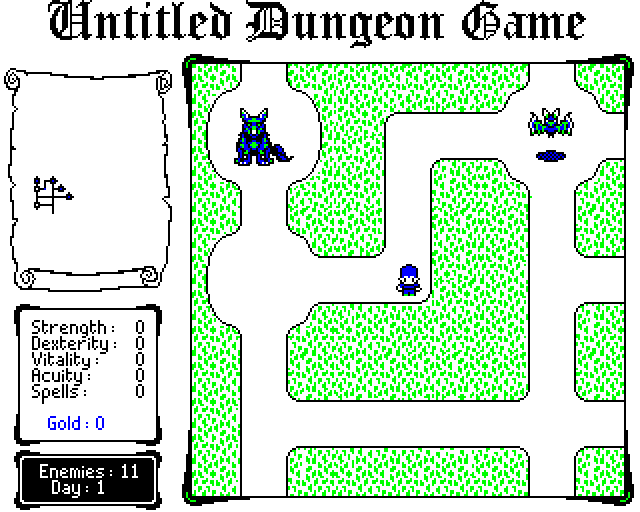 Untitled Dungeon Game
Strength: 0
Dexterity: 0
Vitality: 0
Acuity: 0
Spells: 0
Gold: 0
Enemies: 11
Day: 1